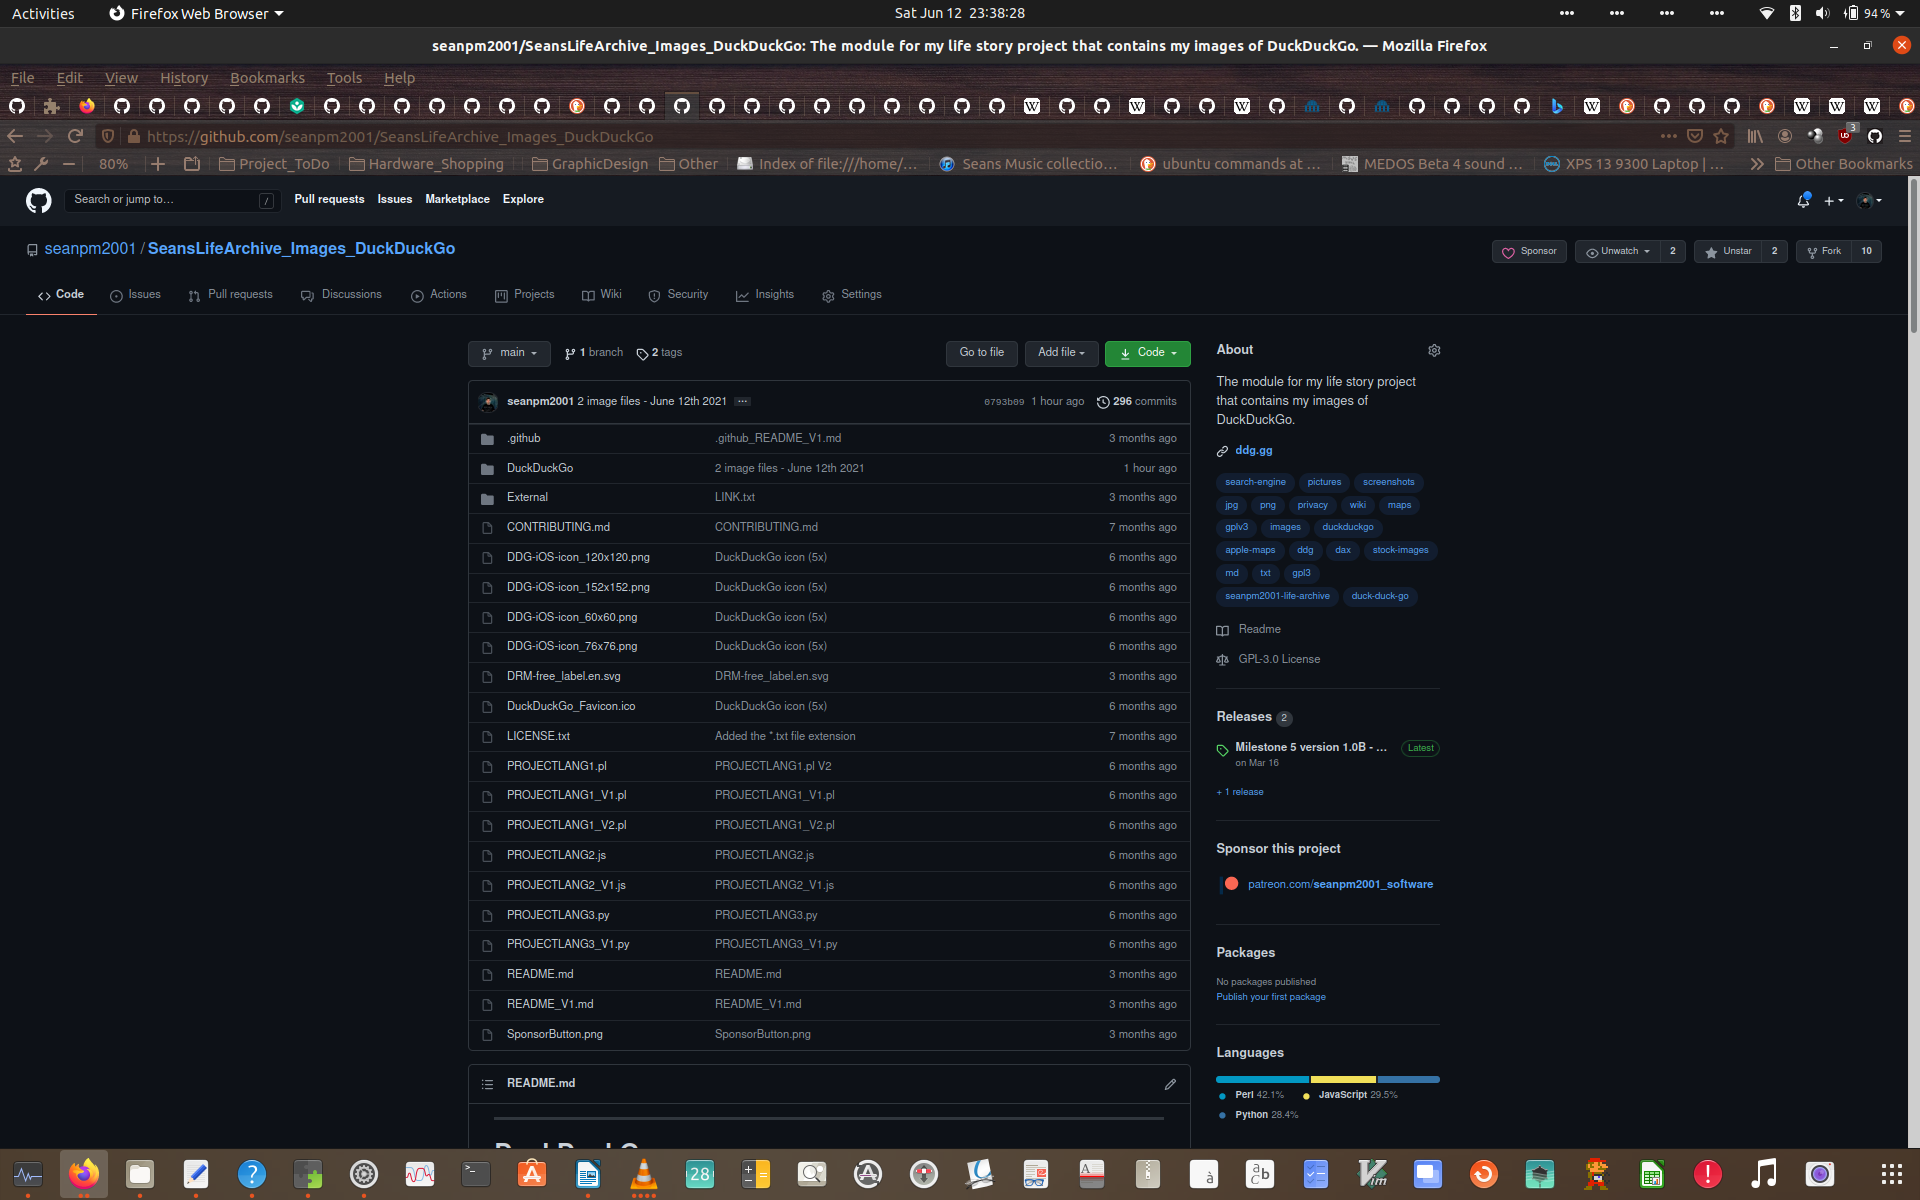 Activities Firefox Web Browser Sat Jun 12 23:38:28 94 %
seanpm2001/SeansLifeArchive_Images_DuckDuckGo: The module for my life story project that contains my images of DuckDuckGo. — Mozilla Firefox
File Edit View History Bookmarks Tools Help
https://github.com/seanpm2001/SeansLifeArchive_Images_DuckDuckGo 3
80% Project_ToDo Hardware_Shopping GraphicDesign Other Index of file:///home/... Seans Music collectio... ubuntu commands at ... MEDOS Beta 4 sound ... XPS 13 9300 Laptop | ... Other Bookmarks
Search or jump to... / Pull requests Issues Marketplace Explore
seanpm2001 / SeansLifeArchive_Images_DuckDuckGo Sponsor Unwatch 2 Unstar 2 Fork 10
Code Issues Pull requests Discussions Actions Projects Wiki Security Insights Settings
main 1 branch 2 tags Go to file Add file Code
seanpm2001 2 image files - June 12th 2021 ... 0793b09 1 hour ago 296 commits
.github .github_README_V1.md 3 months ago
DuckDuckGo 2 image files - June 12th 2021 1 hour ago
External LINK.txt 3 months ago
CONTRIBUTING.md CONTRIBUTING.md 7 months ago
DDG-iOS-icon_120x120.png DuckDuckGo icon (5x) 6 months ago
DDG-iOS-icon_152x152.png DuckDuckGo icon (5x) 6 months ago
DDG-iOS-icon_60x60.png DuckDuckGo icon (5x) 6 months ago
DDG-iOS-icon_76x76.png DuckDuckGo icon (5x) 6 months ago
DRM-free_label.en.svg DRM-free_label.en.svg 3 months ago
DuckDuckGo_Favicon.ico DuckDuckGo icon (5x) 6 months ago
LICENSE.txt Added the *.txt file extension 7 months ago
PROJECTLANG1.pl PROJECTLANG1.pl V2 6 months ago
PROJECTLANG1_V1.pl PROJECTLANG1_V1.pl 6 months ago
PROJECTLANG1_V2.pl PROJECTLANG1_V2.pl 6 months ago
PROJECTLANG2.js PROJECTLANG2.js 6 months ago
PROJECTLANG2_V1.js PROJECTLANG2_V1.js 6 months ago
PROJECTLANG3.py PROJECTLANG3.py 6 months ago
PROJECTLANG3_V1.py PROJECTLANG3_V1.py 6 months ago
README.md README.md 3 months ago
README_V1.md README_V1.md 3 months ago
SponsorButton.png SponsorButton.png 3 months ago
README.md
About
The module for my life story project
that contains my images of
DuckDuckGo.
ddg.gg
search-engine pictures screenshots
jpg png privacy wiki maps
gplv3 images duckduckgo
apple-maps ddg dax stock-images
md txt gpl3
seanpm2001-life-archive duck-duck-go
Readme
GPL-3.0 License
Releases 2
Milestone 5 version 1.0B - ... Latest
on Mar 16
+ 1 release
Sponsor this project
patreon.com/seanpm2001_software
Packages
No packages published
Publish your first package
Languages
Perl 42.1% JavaScript 29.5%
Python 28.4%
28